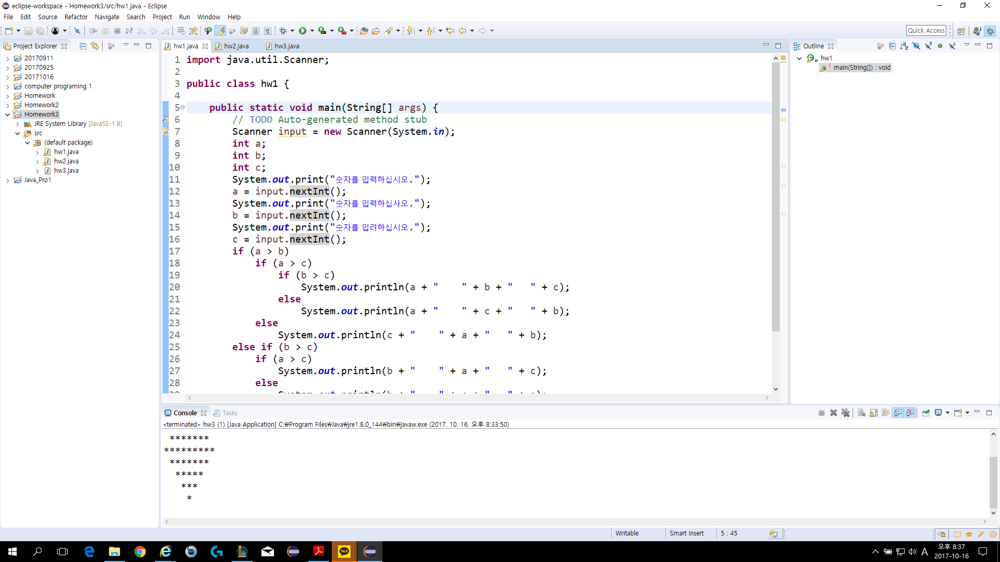 eclipse-workspace - Homework3/src/hw1.java - Eclipse
File Edit Source Refactor Navigate Search Project Run Window Help
Quick Access
Project Explorer
20170911
20170925
20171016
computer programing 1
Homework
Homework2
Homework3
JRE System Library [JavaSE-1.8]
src
(default package)
hw1.java
hw2.java
hw3.java
Java_Pro1
hw1.java hw2.java hw3.java
1 import java.util.Scanner;
2
3 public class hw1 {
4
5 public static void main(String[] args) {
6 // TODO Auto-generated method stub
7 Scanner input = new Scanner(System.in);
8 int a;
9 int b;
10 int c;
11 System.out.print("숫자를 입력하십시오.");
12 a = input.nextInt();
13 System.out.print("숫자를 입력하십사오.");
14 b = input.nextInt();
15 System.out.print("숫자를 입려하십시오.");
16 c = input.nextInt();
17 if (a > b)
18 if (a > c)
19 if (b > c)
20 System.out.println(a + "    " + b + "   " + c);
21 else
22 System.out.println(a + "    " + c + "   " + b);
23 else
24 System.out.println(c + "    " + a + "   " + b);
25 else if (b > c)
26 if (a > c)
27 System.out.println(b + "    " + a + "   " + c);
28 else
Outline
hw1
main(String[]) : void
Console Tasks
<terminated> hw3 (1) [Java Application] C:₩Program Files₩Java₩jre1.8.0_144₩bin₩javaw.exe (2017. 10. 16. 오후 8:33:50)
*******
*********
*******
*****
***
*
Writable Smart Insert 5 : 45
TALK
A
오후 8:37
2017-10-16